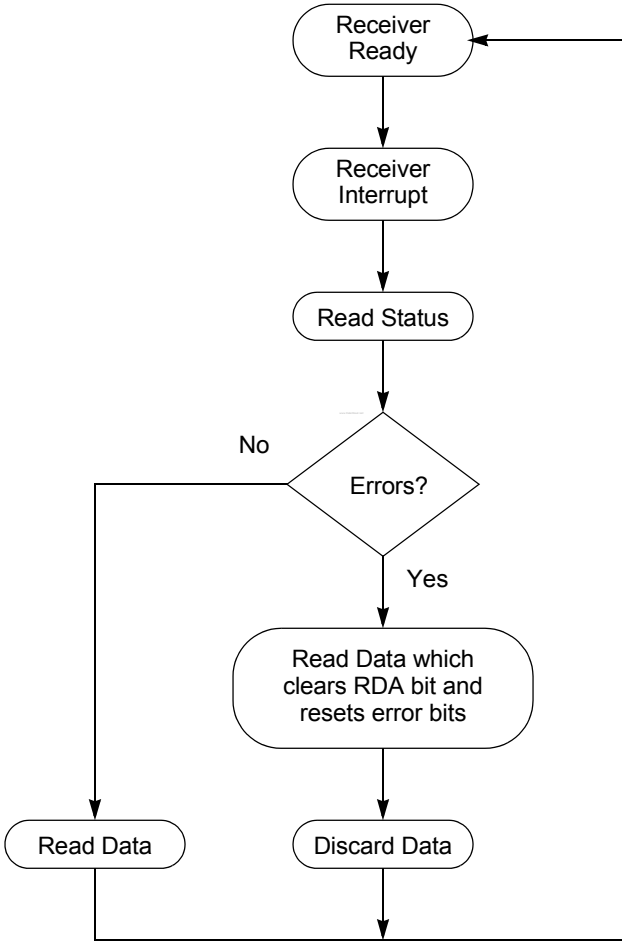 Receiver
Ready
Receiver
Interrupt
Read Status
No
Errors?
Yes
Read Data which
clears RDA bit and
resets error bits
Read Data
Discard Data